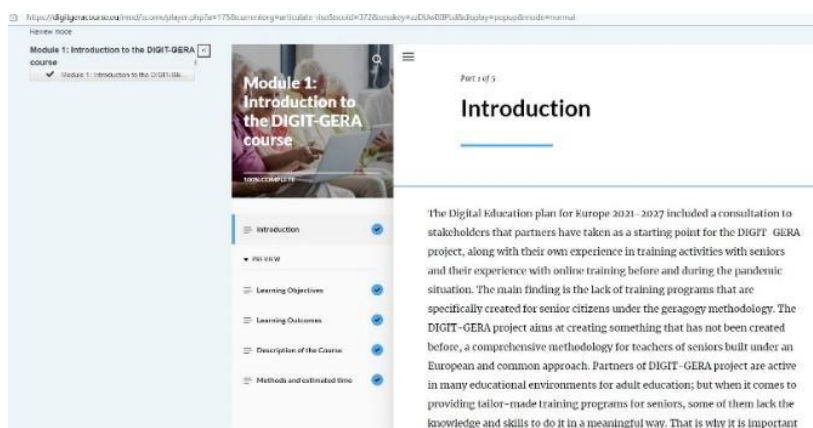 Review mode
Module 1: Introduction to the DIGIT-GERA
course
Module 1: Introduction to the DIGIT-GE...
Module 1:
Introduction to
the DIGIT-GERA
course
100% COMPLETE
Introduction
PREVIEW
Learning Objectives
Learning Outcomes
Description of the Course
Methods and estimated time
Part 1 of 5
Introduction
The Digital Education plan for Europe 2021-2027 included a consultation to
stakeholders that partners have taken as a starting point for the DIGIT-GERA
project, along with their own experience in training activities with seniors
and their experience with online training before and during the pandemic
situation. The main finding is the lack of training programs that are
specifically created for senior citizens under the geragogy methodology. The
DIGIT-GERA project aims at creating something that has not been created
before, a comprehensive methodology for teachers of seniors built under an
European and common approach. Partners of DIGIT-GERA project are active
in many educational environments for adult education; but when it comes to
providing tailor-made training programs for seniors, some of them lack the
knowledge and skills to do it in a meaningful way. That is why it is important